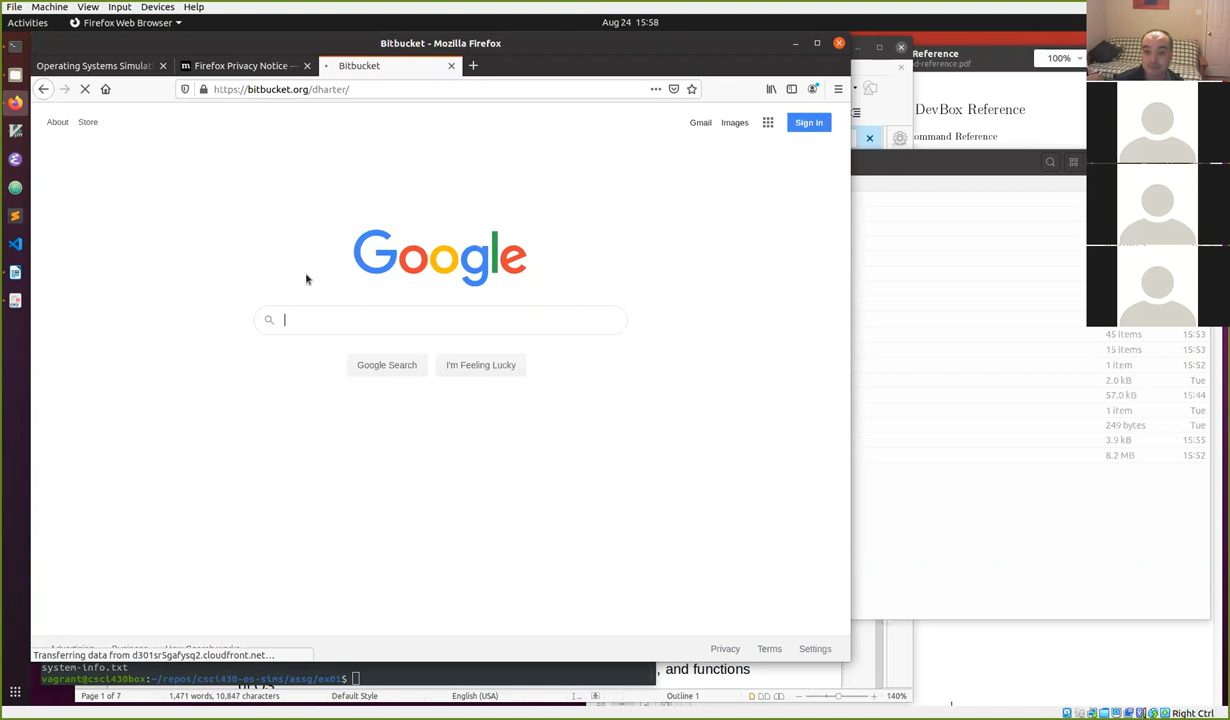 File Machine View Input Devices Help
Activities Firefox Web Browser Aug 24 15:58
Bitbucket - Mozilla Firefox
Operating Systems Simulat
Firefox Privacy Notice —
Bitbucket
https://bitbucket.org/dharter/
About Store
Gmail Images Sign in
Google
Google Search I'm Feeling Lucky
Privacy Terms Settings
Transferring data from d301sr5gafysq2.cloudfront.net...
system-info.txt
vagrant@csci430box:~/repos/csci430-os-sims/assg/ex01$
, and functions
Page 1 of 7 1,471 words, 10,847 characters Default Style English (USA) Outline 1 140%
Reference
d-reference.pdf
100%
DevBox Reference
ommand Reference
45 items 15:53
15 items 15:53
1 item 15:52
2.0 kB Tue
57.0 kB 15:44
1 item Tue
249 bytes Tue
3.9 kB 15:55
8.2 MB 15:52
Right Ctrl